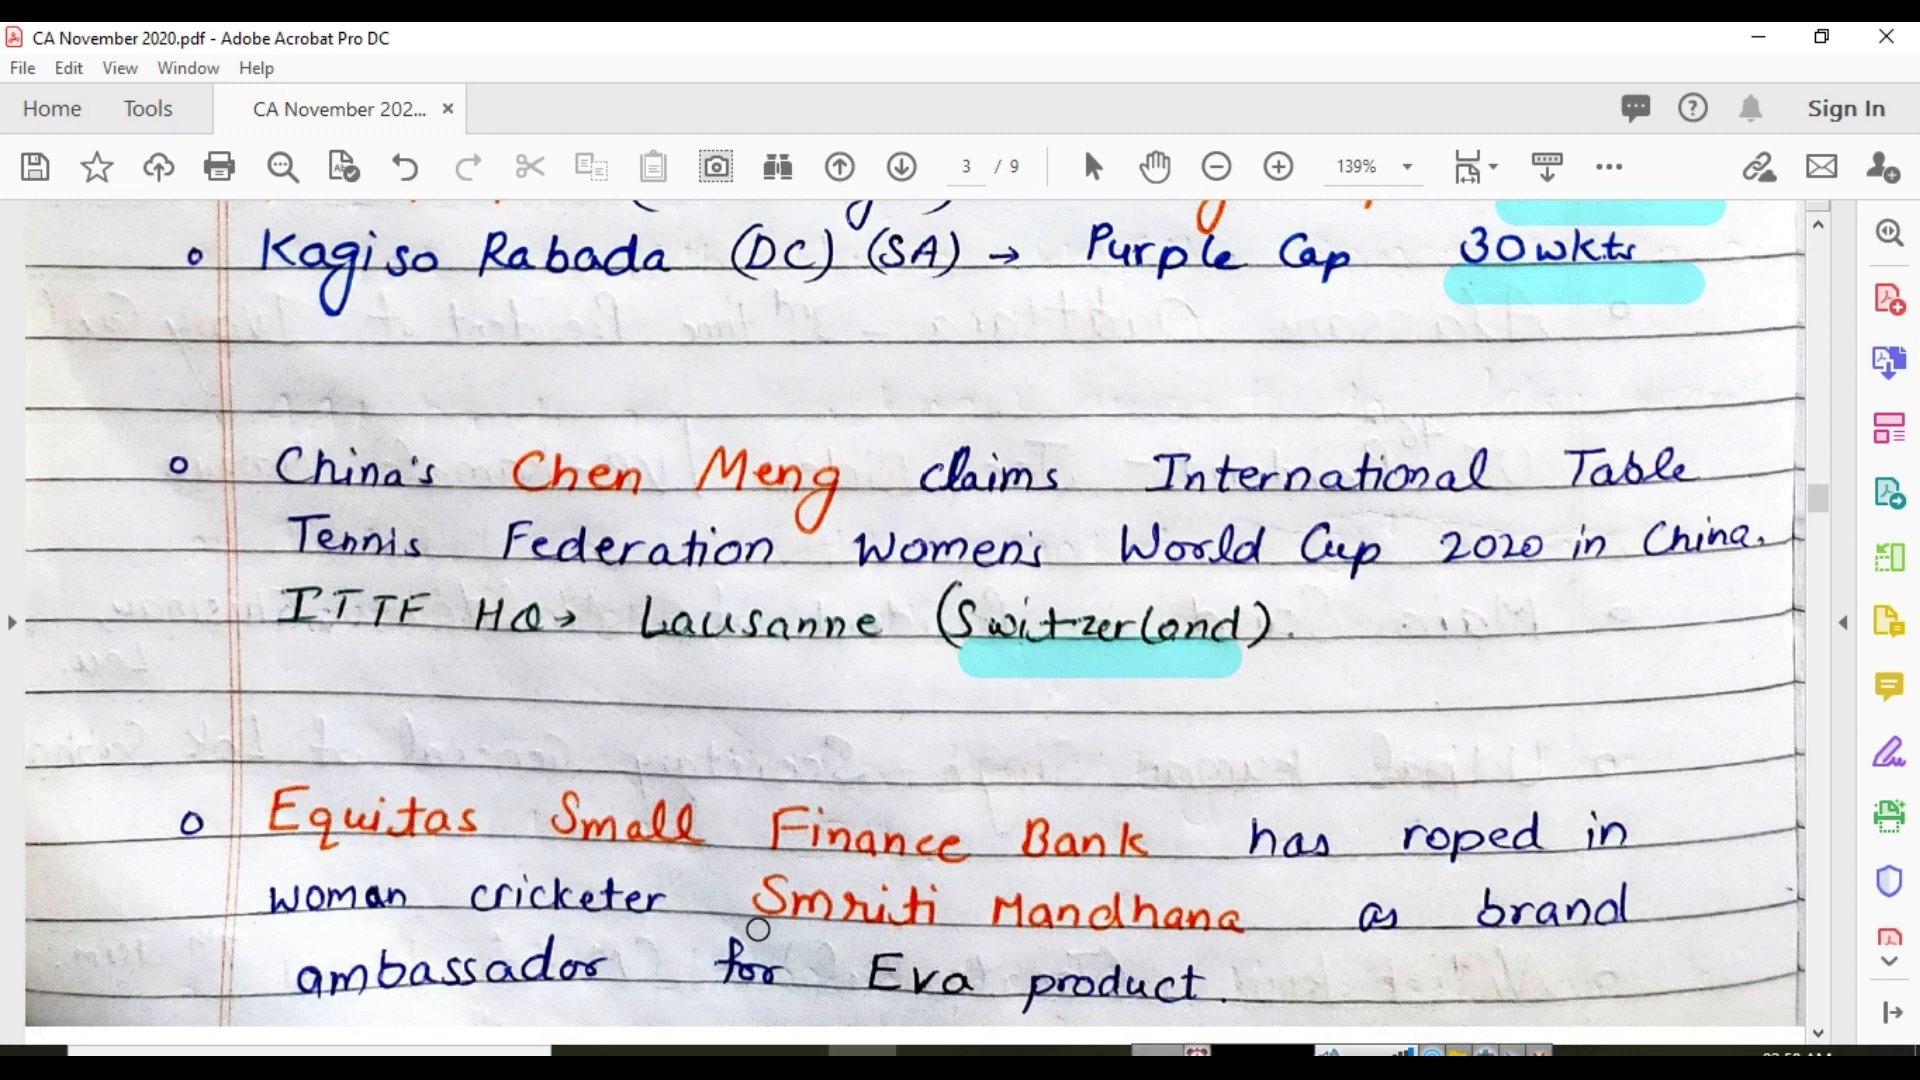 CA November 2020.pdf - Adobe Acrobat Pro DC
File Edit View Window Help
Home Tools CA November 202... × Sign In
3 / 9 139%
Kagiso Rabada (DC) (SA) → Purple Cap 30 wkts
China's Chen Meng claims International Table
Tennis Federation Women's World Cup 2020 in China.
ITTF HQ → Lausanne (Switzerland).
Equitas Small Finance Bank has roped in
woman cricketer Smriti Mandhana as brand
ambassador for Eva product.